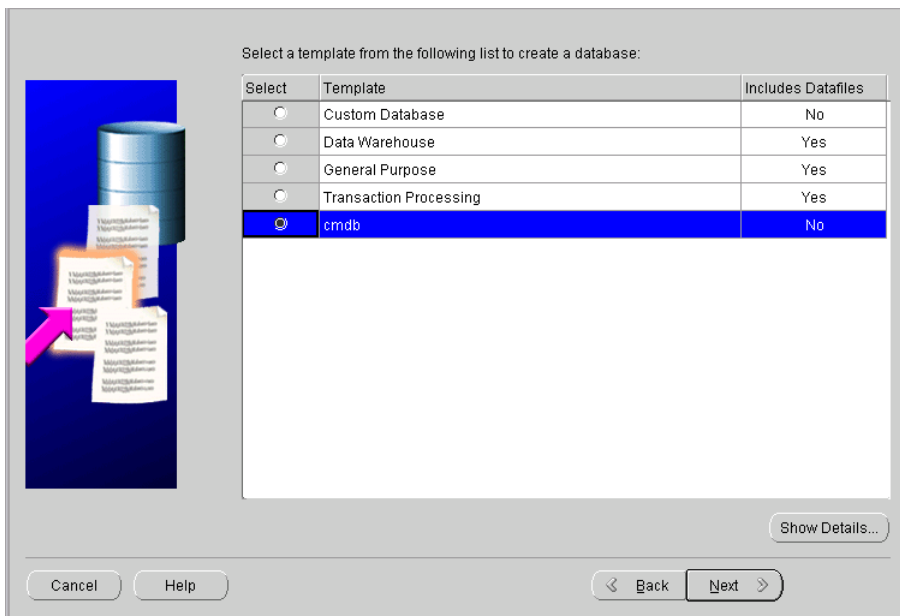 Select a template from the following list to create a database:
Select Template Includes Datafiles
Custom Database No
Data Warehouse Yes
General Purpose Yes
Transaction Processing Yes
cmdb No
Show Details...
Cancel Help Back Next